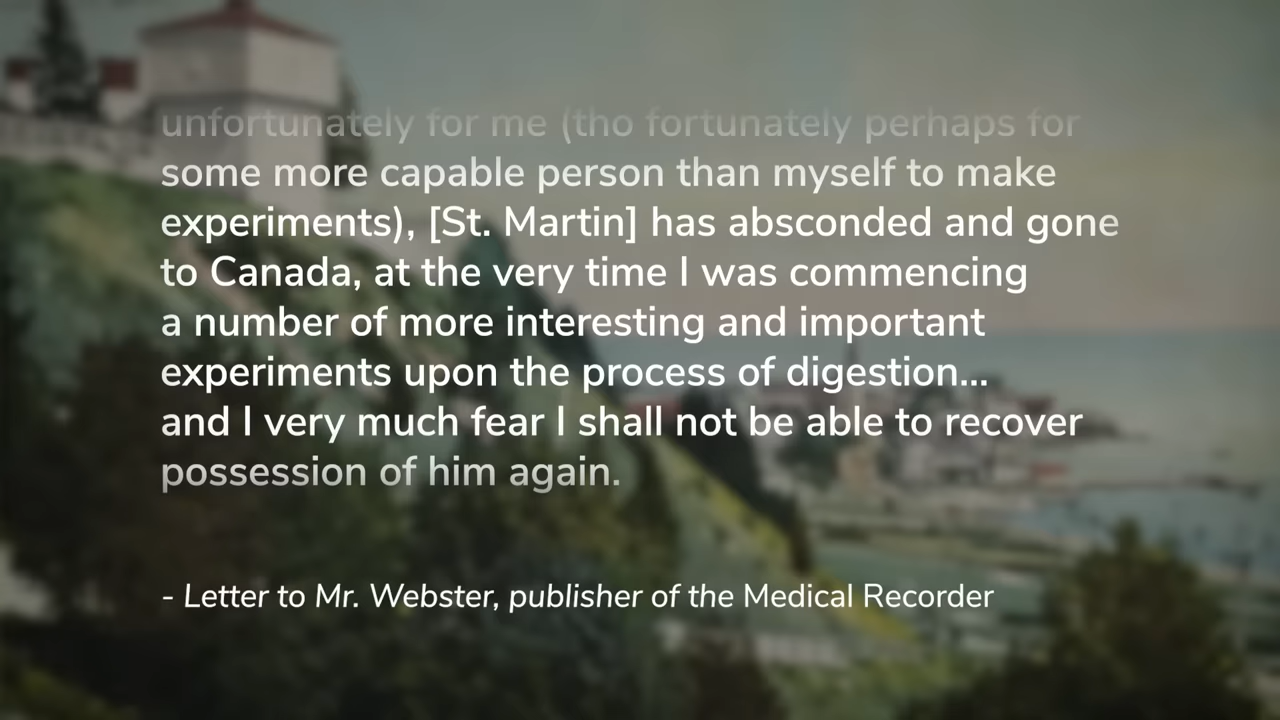 unfortunately for me (tho fortunately perhaps for
some more capable person than myself to make
experiments), [St. Martin] has absconded and gone
to Canada, at the very time I was commencing
a number of more interesting and important
experiments upon the process of digestion...
and I very much fear I shall not be able to recover
possession of him again.
- Letter to Mr. Webster, publisher of the Medical Recorder